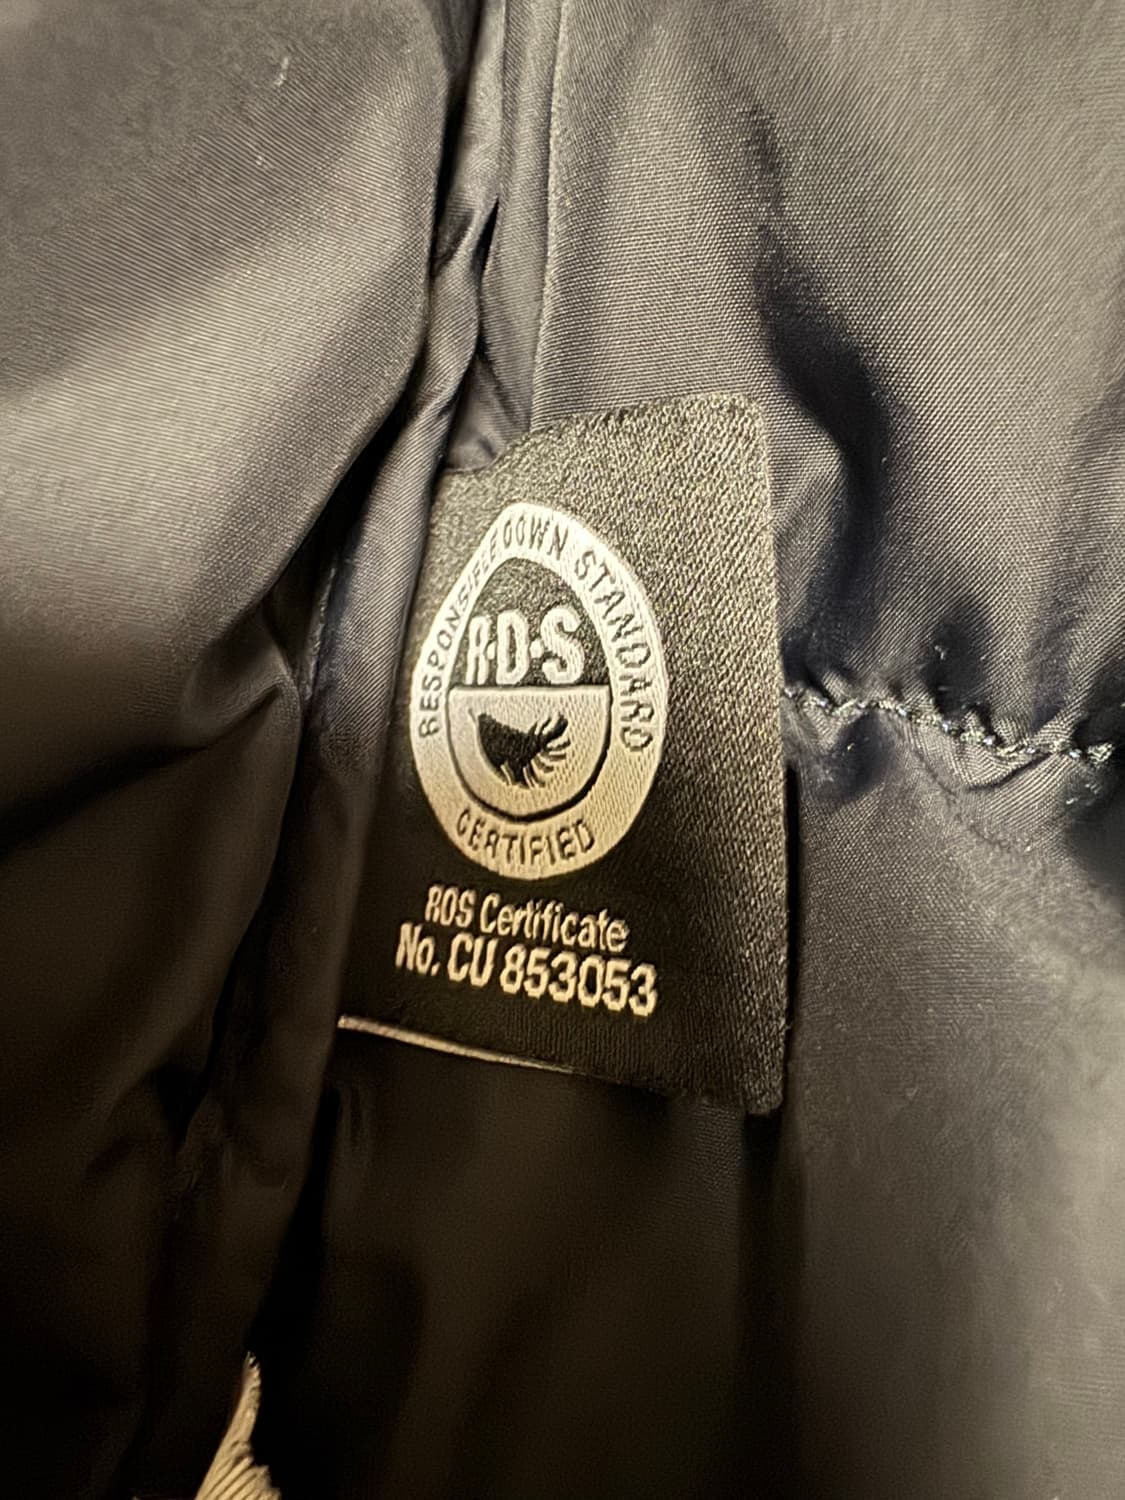 RESPONSIBLE DOWN STANDARD
R·D·S
CERTIFIED
RDS Certificate
No. CU 853053